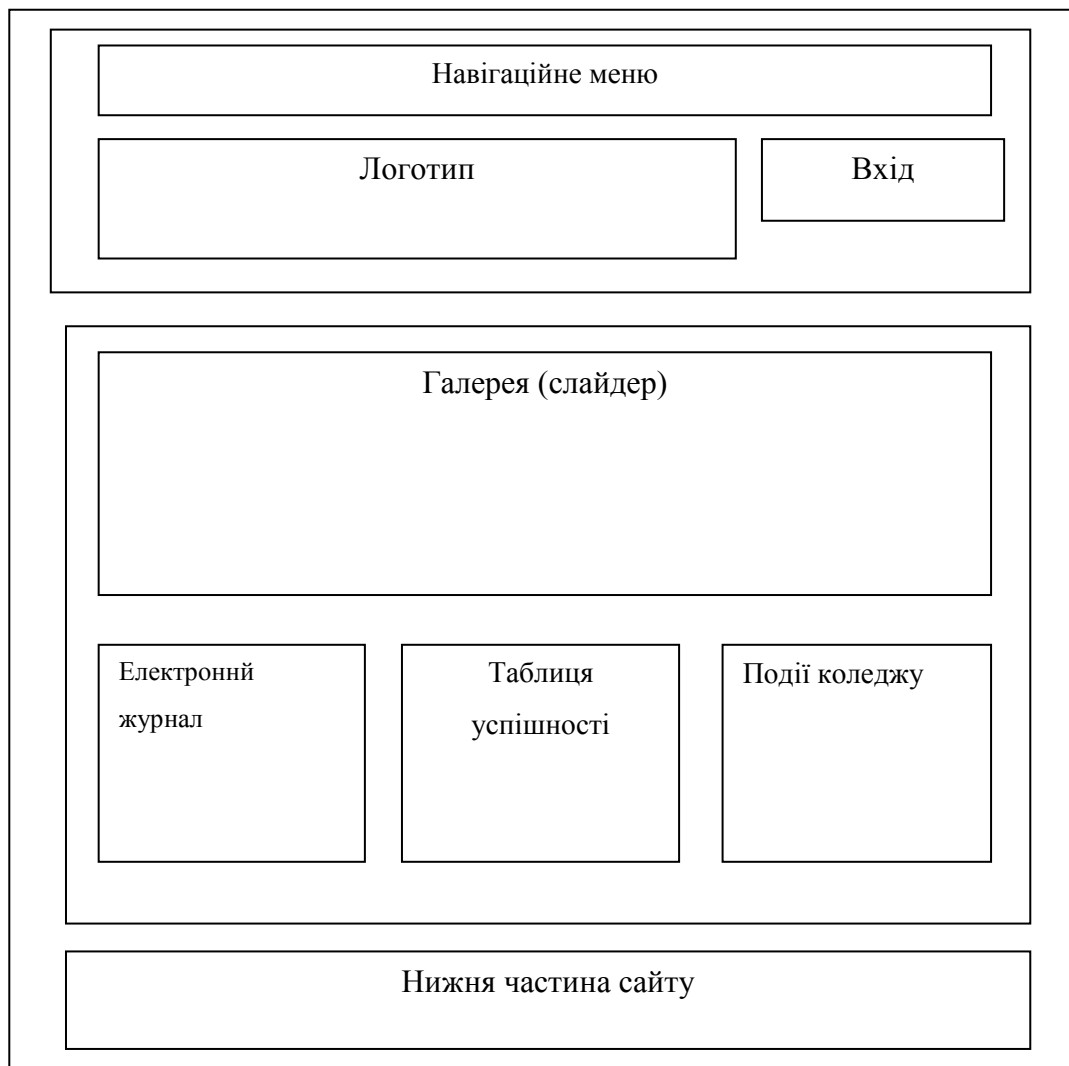 Навігаційне меню
Логотип
Вхід
Галерея (слайдер)
Електроннй
журнал
Таблиця
успішності
Події коледжу
Нижня частина сайту